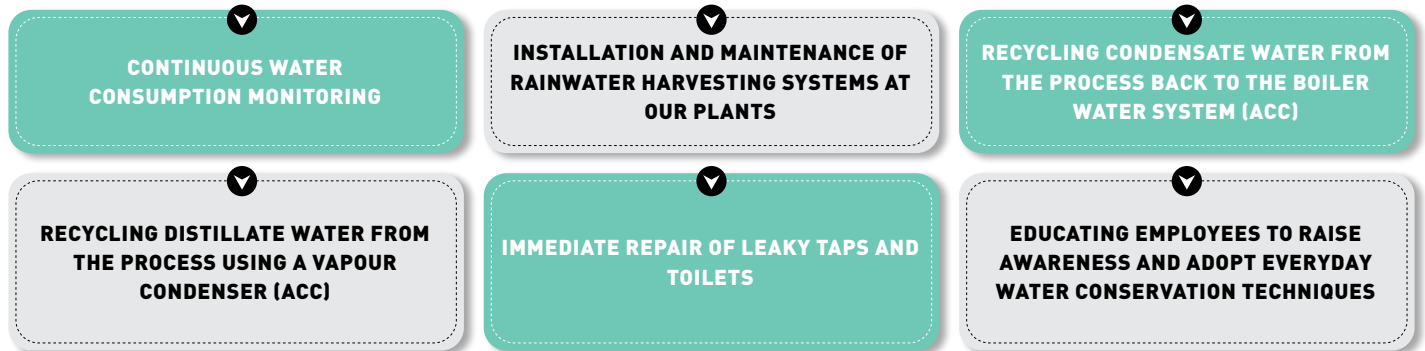 CONTINUOUS WATER
CONSUMPTION MONITORING
INSTALLATION AND MAINTENANCE OF
RAINWATER HARVESTING SYSTEMS AT
OUR PLANTS
RECYCLING CONDENSATE WATER FROM
THE PROCESS BACK TO THE BOILER
WATER SYSTEM (ACC)
RECYCLING DISTILLATE WATER FROM
THE PROCESS USING A VAPOUR
CONDENSER (ACC)
IMMEDIATE REPAIR OF LEAKY TAPS AND
TOILETS
EDUCATING EMPLOYEES TO RAISE
AWARENESS AND ADOPT EVERYDAY
WATER CONSERVATION TECHNIQUES